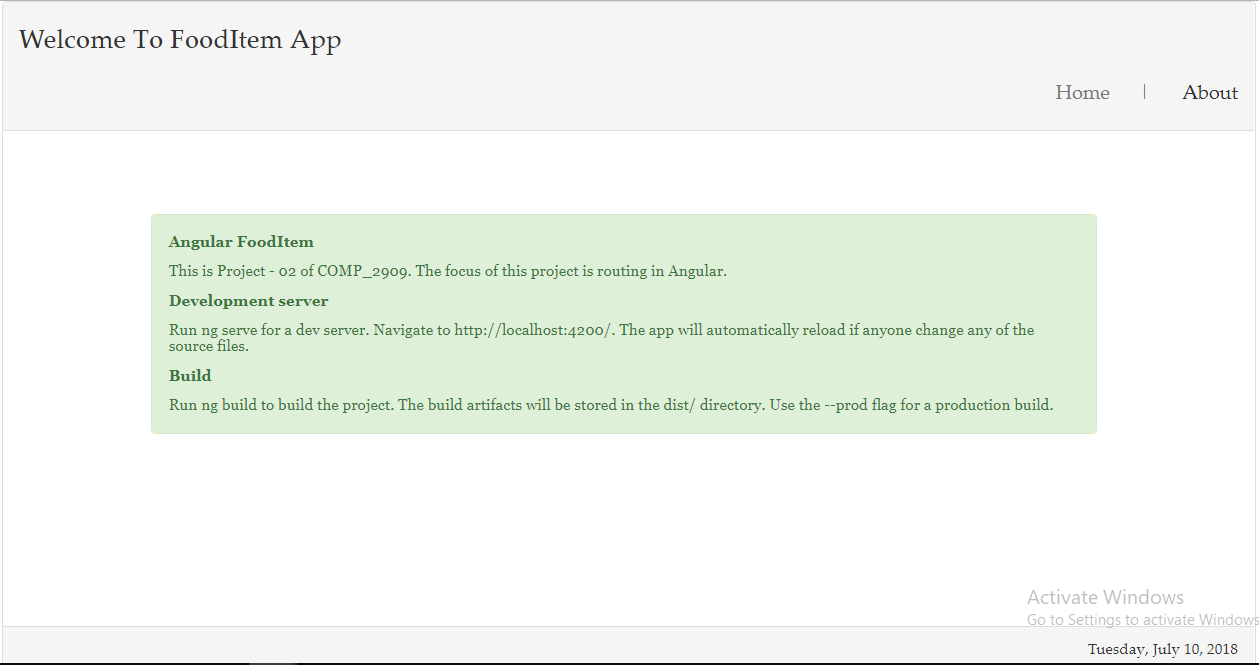 Welcome To FoodItem App
Home | About
Angular FoodItem
This is Project - 02 of COMP_2909. The focus of this project is routing in Angular.
Development server
Run ng serve for a dev server. Navigate to http://localhost:4200/. The app will automatically reload if anyone change any of the
source files.
Build
Run ng build to build the project. The build artifacts will be stored in the dist/ directory. Use the --prod flag for a production build.
Activate Windows
Go to Settings to activate Windows
Tuesday, July 10, 2018